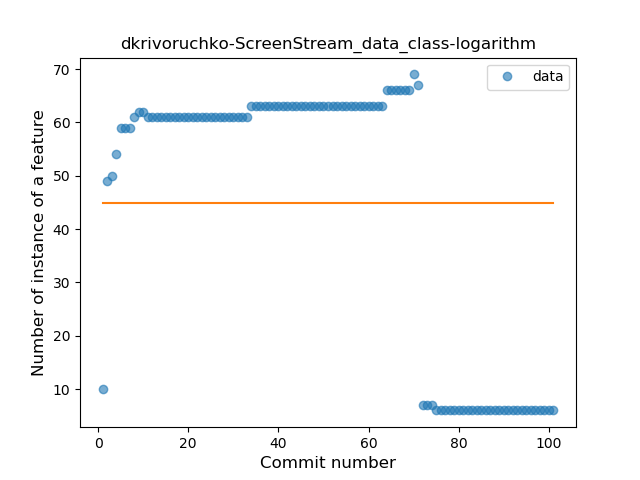 dkrivoruchko-ScreenStream_data_class-logarithm
data
Number of instance of a feature
70
60
50
40
30
20
10
0 20 40 60 80 100
Commit number